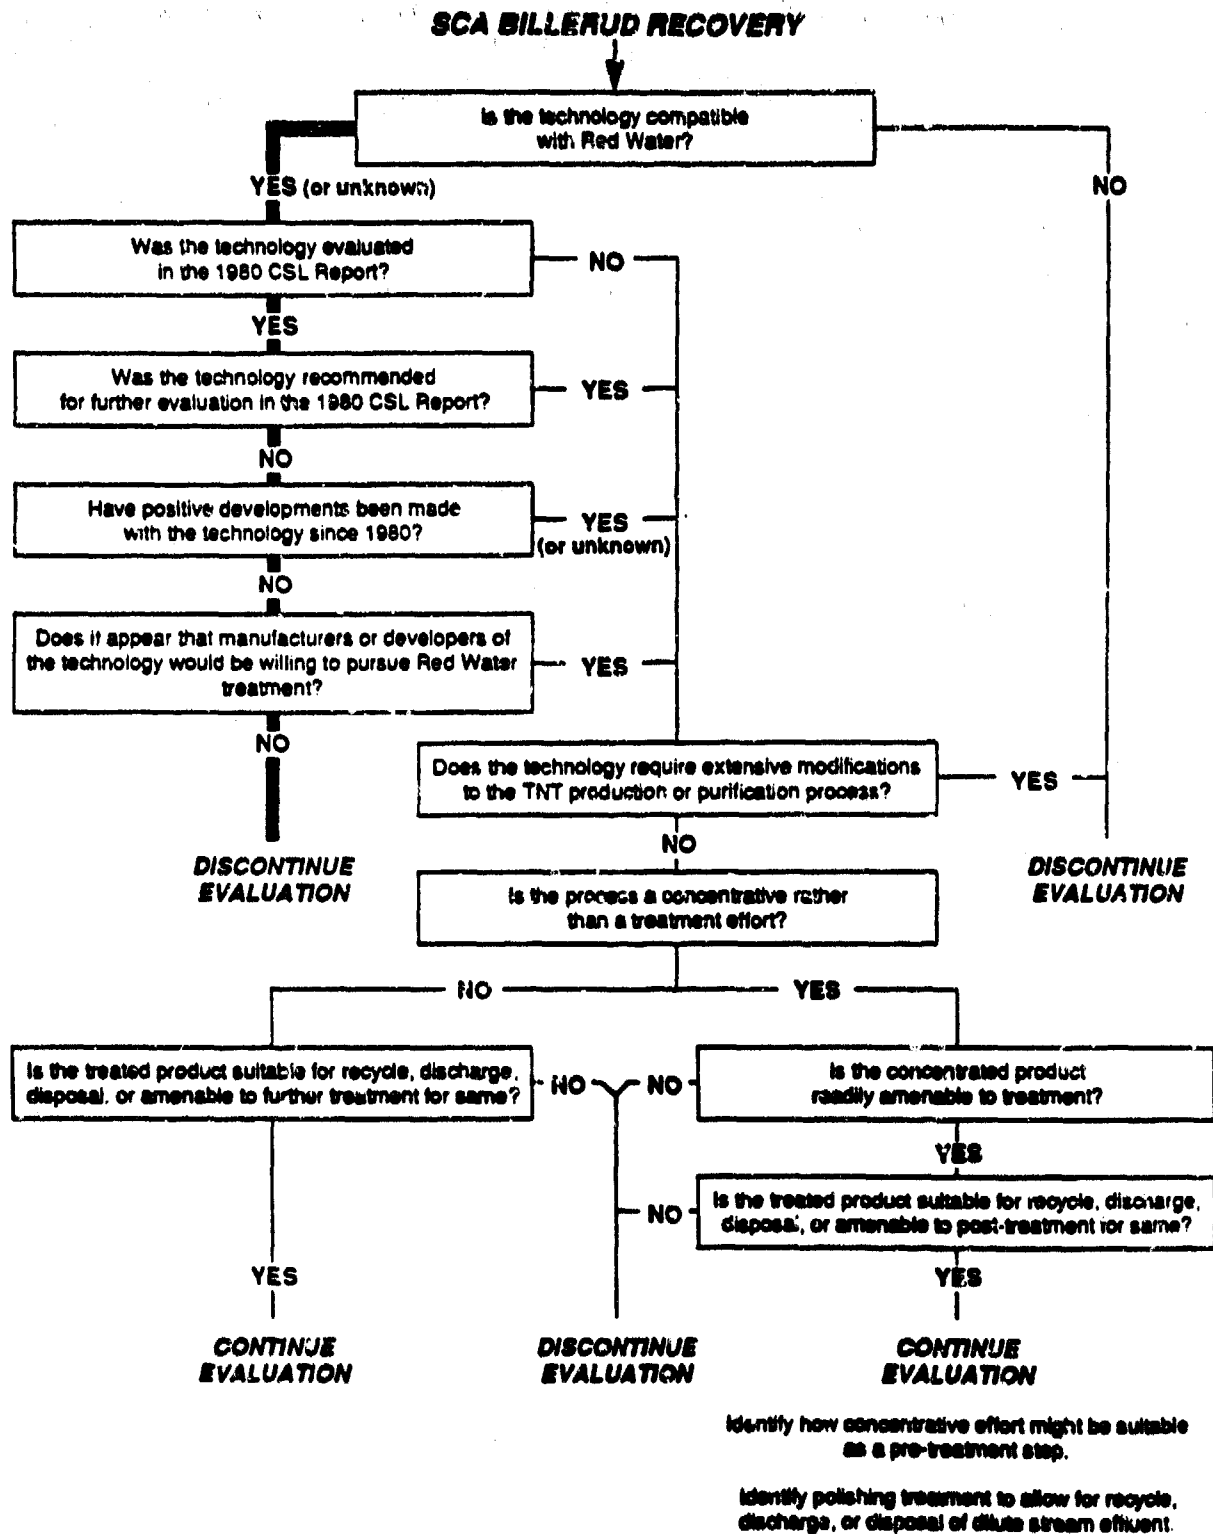 SCA BILLERUD RECOVERY
Is the technology compatible
with Red Water?
YES (or unknown)
NO
Was the technology evaluated
in the 1980 CSL Report?
NO
YES
Was the technology recommended
for further evaluation in the 1980 CSL Report?
YES
NO
Have positive developments been made
with the technology since 1980?
YES
(or unknown)
NO
Does it appear that manufacturers or developers of
the technology would be willing to pursue Red Water
treatment?
YES
NO
Does the technology require extensive modifications
to the TNT production or purification process?
YES
NO
DISCONTINUE
EVALUATION
DISCONTINUE
EVALUATION
Is the process a concentrative rather
than a treatment effort?
NO
YES
Is the treated product suitable for recycle, discharge,
disposal, or amenable to further treatment for same?
NO
NO
Is the concentrated product
readily amenable to treatment?
YES
NO
Is the treated product suitable for recycle, discharge,
disposal, or amenable to post-treatment for same?
YES
YES
CONTINUE
EVALUATION
DISCONTINUE
EVALUATION
CONTINUE
EVALUATION
Identify how concentrative effort might be suitable
as a pre-treatment step.
Identify polishing treatment to allow for recycle,
discharge, or disposal of dilute stream effluent.